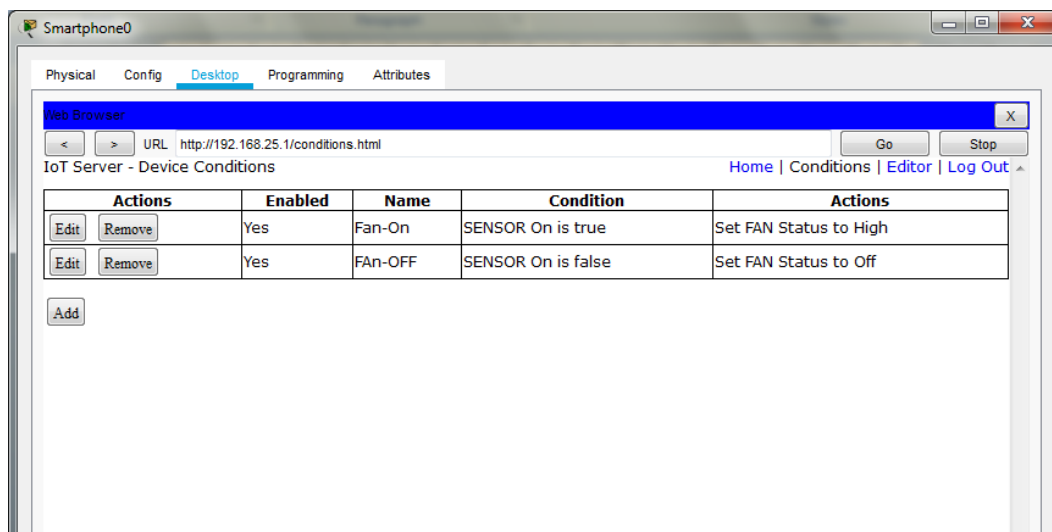 Smartphone0
Physical Config Desktop Programming Attributes
Web Browser X
< > URL http://192.168.25.1/conditions.html Go Stop
IoT Server - Device Conditions Home | Conditions | Editor | Log Out
Actions Enabled Name Condition Actions
Edit Remove Yes Fan-On SENSOR On is true Set FAN Status to High
Edit Remove Yes FAn-OFF SENSOR On is false Set FAN Status to Off
Add